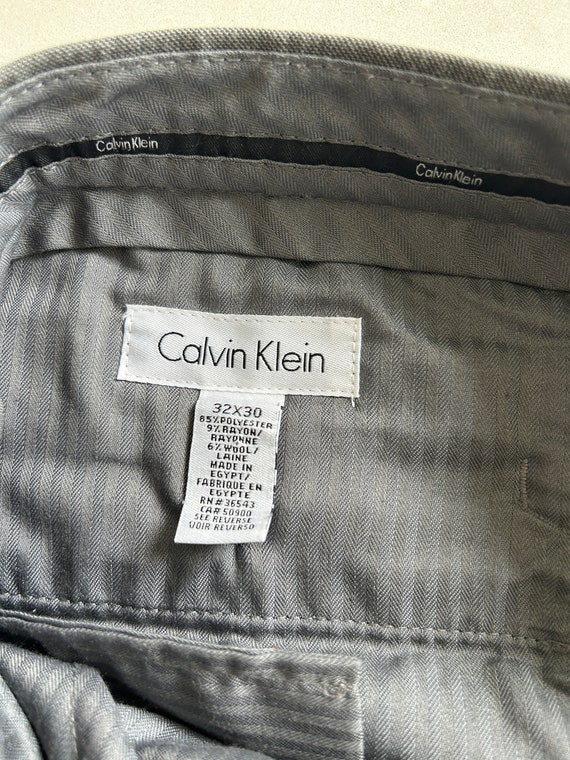 Calvin Klein
Calvin Klein
Calvin Klein
32X30
85%POLYESTER
9%RAYON/
RAYONNE
6%WOOL/
LAINE
MADE IN
EGYPT/
FABRIQUE EN
EGYPTE
RN#36543
CA#50900
SEE REVERSE
VOIR REVERSO